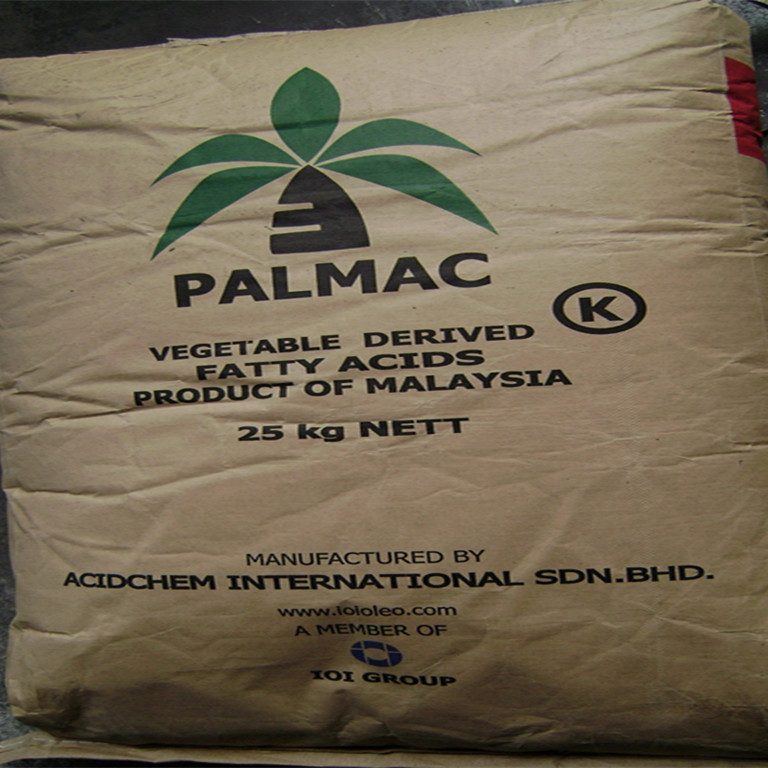 PALMAC
K
VEGETABLE DERIVED
FATTY ACIDS
PRODUCT OF MALAYSIA
25 kg NETT
MANUFACTURED BY
ACIDCHEM INTERNATIONAL SDN.BHD.
www.ioioleo.com
A MEMBER OF
IOI GROUP